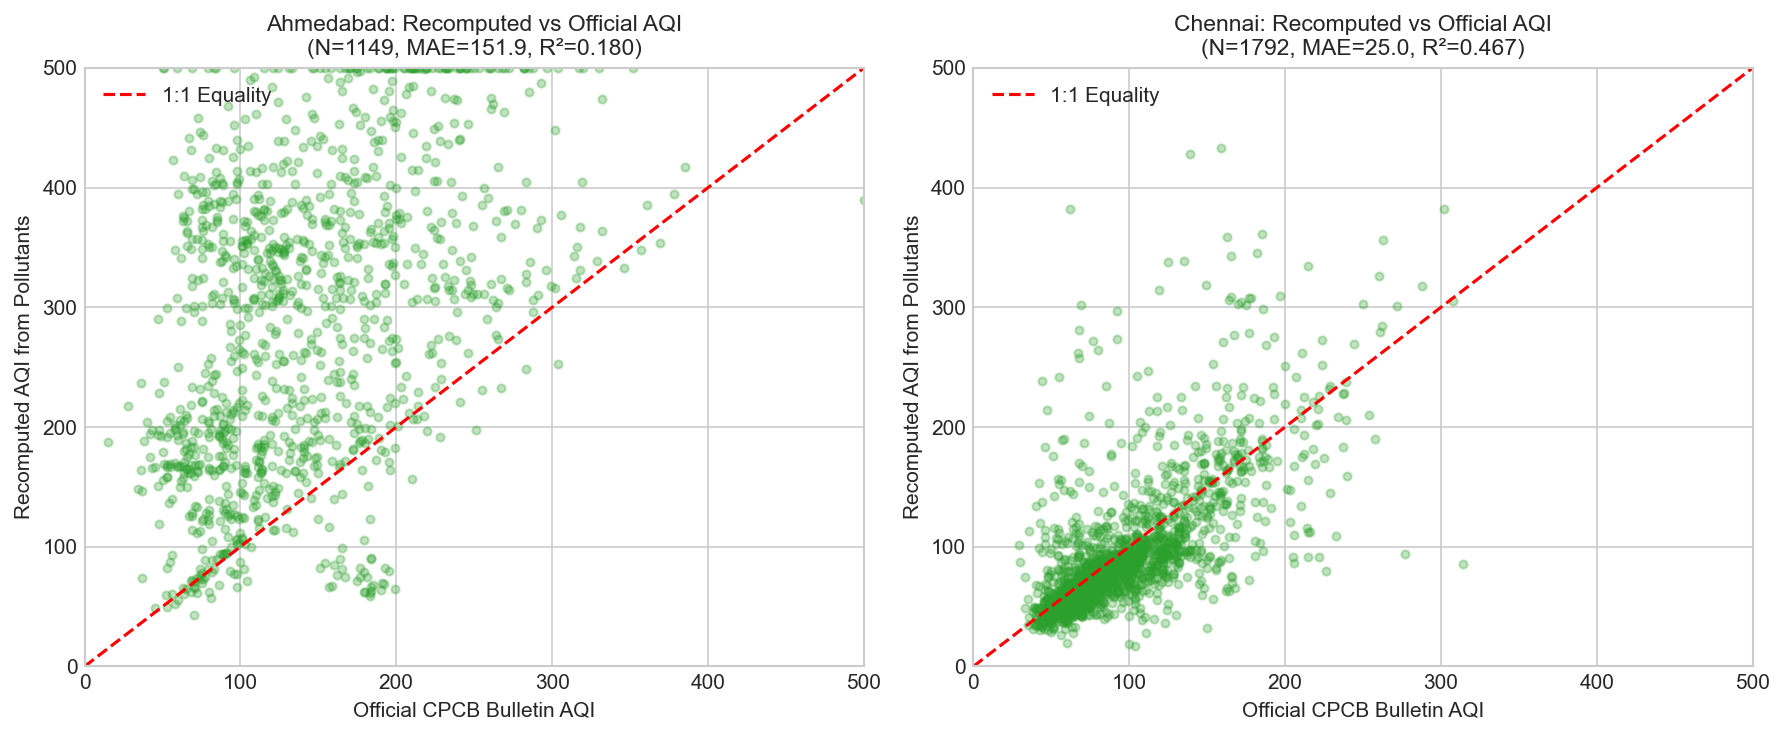 Ahmedabad: Recomputed vs Official AQI
(N=1149, MAE=151.9, R²=0.180)
500
400
300
200
100
0
0 100 200 300 400 500
Recomputed AQI from Pollutants
Official CPCB Bulletin AQI
1:1 Equality
Chennai: Recomputed vs Official AQI
(N=1792, MAE=25.0, R²=0.467)
500
400
300
200
100
0
0 100 200 300 400 500
Recomputed AQI from Pollutants
Official CPCB Bulletin AQI
1:1 Equality